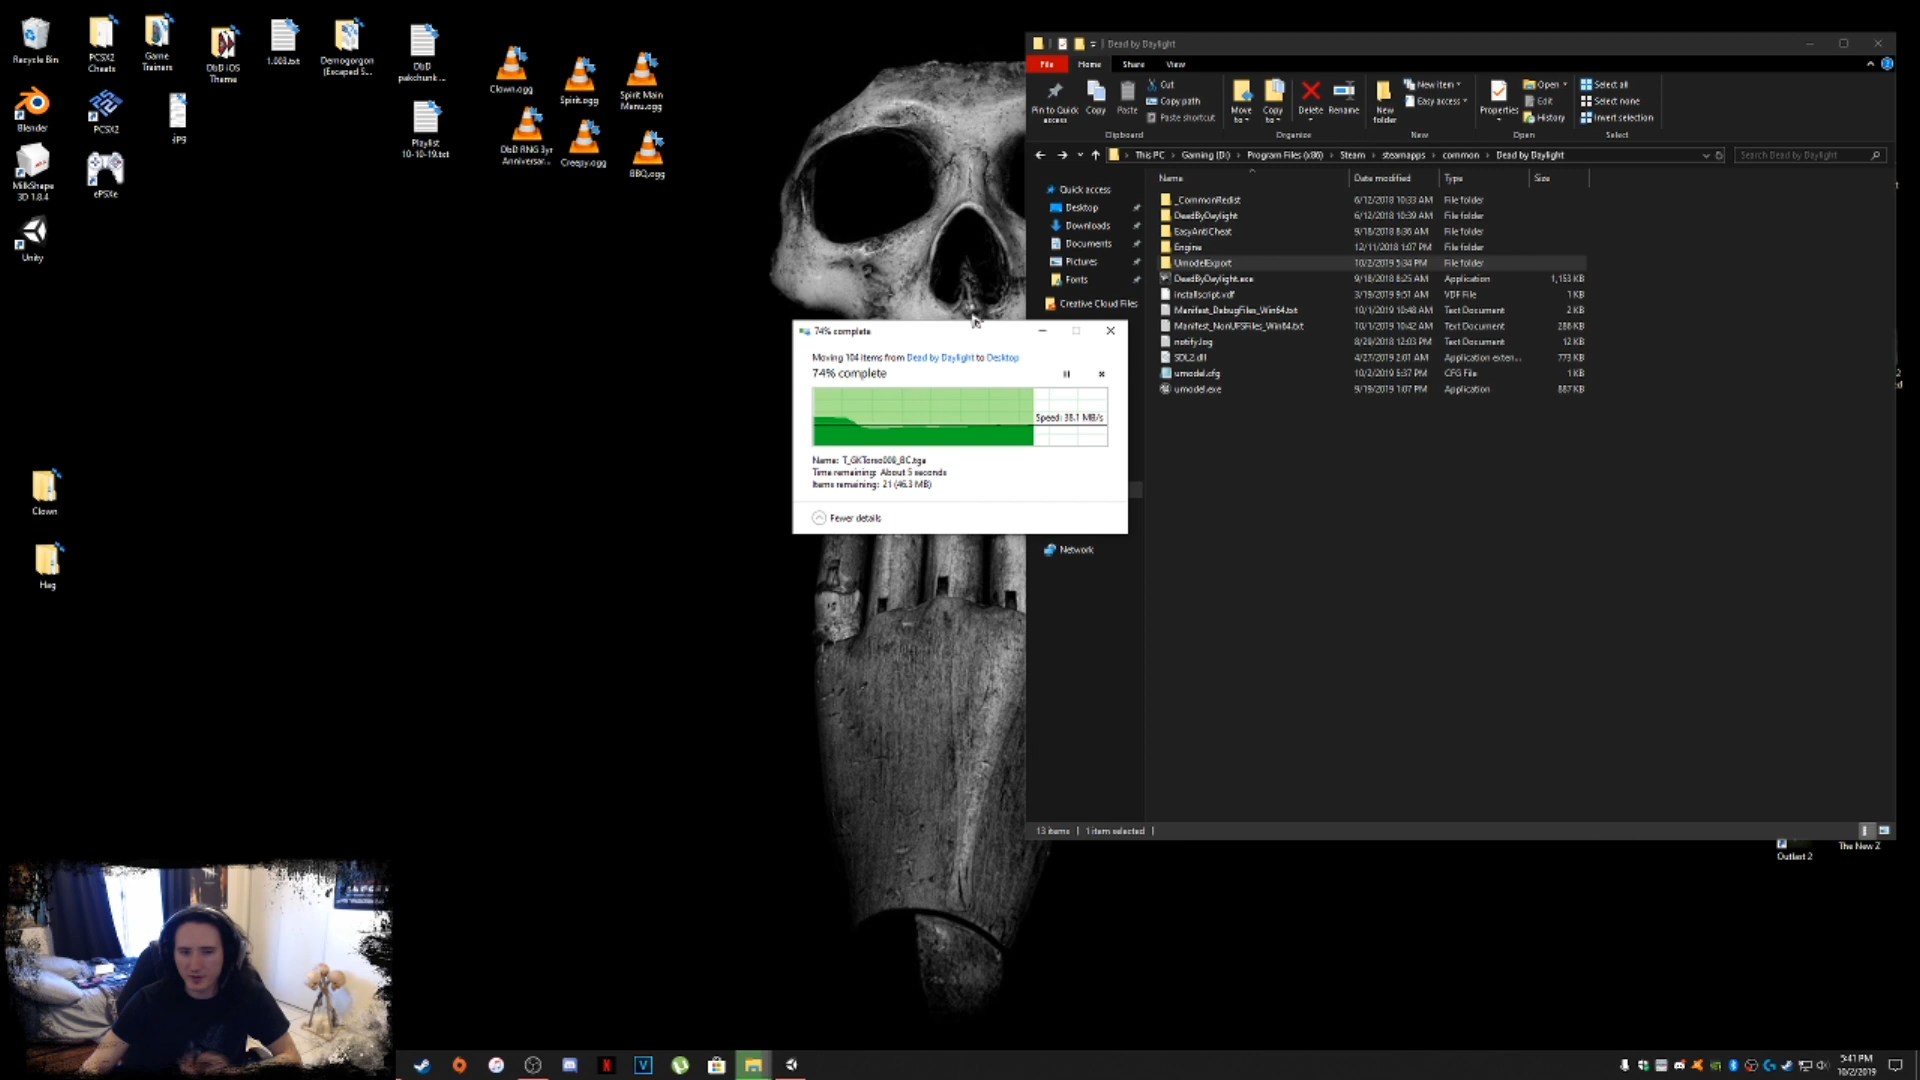 Recycle Bin
PCSX2 Cheats
Game Trainers
DbD iOS Theme
1.003.txt
Demogorgon (Escaped S...
DbD pakchunk ...
Clown.ogg
Spirit.ogg
Spirit Main Menu.ogg
Blender
PCSX2
.jpg
Playlist 10-10-19.txt
DbD RNG 3yr Anniversar...
Creepy.ogg
BBQ.ogg
MilkShape 3D 1.8.4
ePSXe
Unity
Clown
Hag
Dead by Daylight
File
Home
Share
View
Pin to Quick access
Copy
Paste
Cut
Copy path
Paste shortcut
Clipboard
Move to
Copy to
Delete
Rename
Organize
New folder
New item
Easy access
New
Properties
Open
Edit
History
Open
Select all
Select none
Invert selection
Select
This PC > Gaming (D:) > Program Files (x86) > Steam > steamapps > common > Dead by Daylight
Search Dead by Daylight
Name
Date modified
Type
Size
Quick access
Desktop
Downloads
Documents
Pictures
Fonts
Creative Cloud Files
Network
_CommonRedist 6/12/2018 10:33 AM File folder
DeadByDaylight 6/12/2018 10:39 AM File folder
EasyAntiCheat 9/18/2018 8:36 AM File folder
Engine 12/11/2018 1:07 PM File folder
UmodelExport 10/2/2019 5:34 PM File folder
DeadByDaylight.exe 9/18/2018 8:25 AM Application 1,153 KB
installscript.vdf 3/19/2019 9:51 AM VDF File 1 KB
Manifest_DebugFiles_Win64.txt 10/1/2019 10:48 AM Text Document 2 KB
Manifest_NonUFSFiles_Win64.txt 10/1/2019 10:42 AM Text Document 286 KB
notify.log 8/28/2018 12:03 PM Text Document 12 KB
SDL2.dll 4/27/2019 2:01 AM Application exten... 773 KB
umodel.cfg 10/2/2019 5:37 PM CFG File 1 KB
umodel.exe 9/19/2019 1:07 PM Application 887 KB
74% complete
Moving 104 items from Dead by Daylight to Desktop
74% complete
Speed: 38.1 MB/s
Name: T_GKTorso008_BC.tga
Time remaining: About 5 seconds
Items remaining: 21 (46.3 MB)
Fewer details
13 items
1 item selected
Outlast 2
The New Z
5:41 PM
10/2/2019